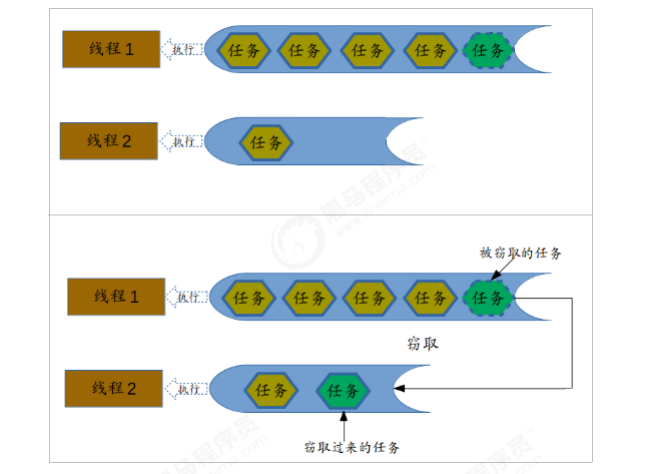 线程1
执行
任务 任务 任务 任务 任务
线程2
执行
任务
黑马程序员
www.itheima.com
被窃取的任务
线程1
执行
任务 任务 任务 任务 任务
窃取
线程2
执行
任务 任务
窃取过来的任务
黑马程序员